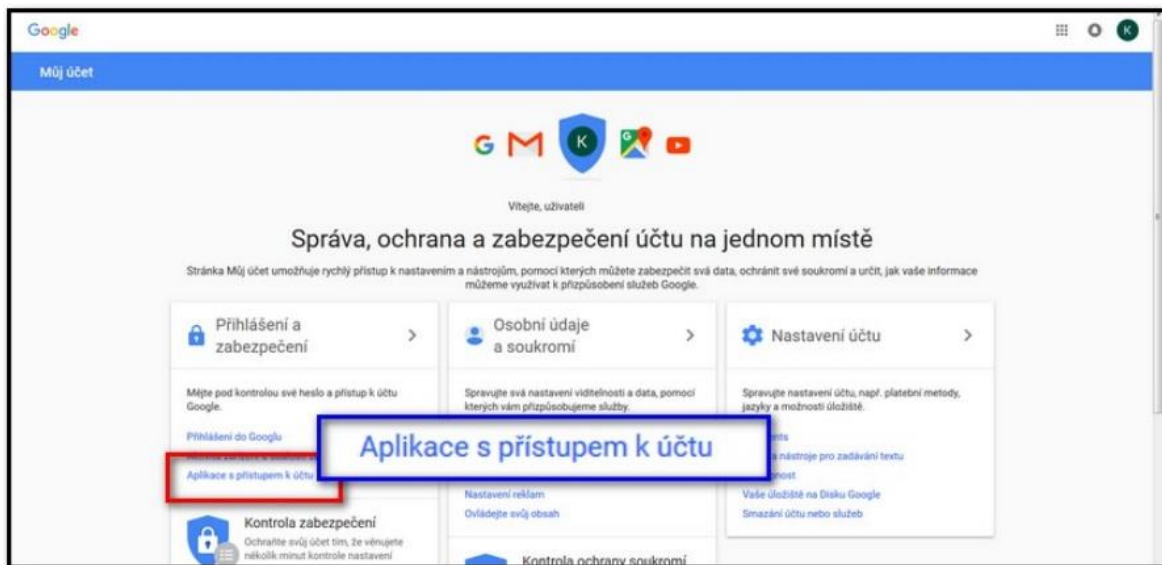 Google
K
Můj účet
G
K
G
Vítejte, uživateli
Správa, ochrana a zabezpečení účtu na jednom místě
Stránka Můj účet umožňuje rychlý přístup k nastavením a nástrojům, pomocí kterých můžete zabezpečit svá data, ochránit své soukromí a určit, jak vaše informace
můžeme využívat k přizpůsobení služeb Google.
Přihlášení a
zabezpečení
Mějte pod kontrolou své heslo a přístup k účtu
Google.
Přihlášení do Googlu
Aplikace s přístupem k účtu
Kontrola zabezpečení
Ochraňte svůj účet tím, že věnujete
několik minut kontrole nastavení
Osobní údaje
a soukromí
Spravujte svá nastavení viditelnosti a data, pomocí
kterých vám přizpůsobujeme služby.
Aplikace s přístupem k účtu
Nastavení reklam
Ovládejte svůj obsah
Kontrola ochrany soukromí
Nastavení účtu
Spravujte nastavení účtu, např. platební metody,
jazyky a možnosti úložiště.
a nástroje pro zadávání textu
Vaše úložiště na Disku Google
Smazání účtu nebo služeb